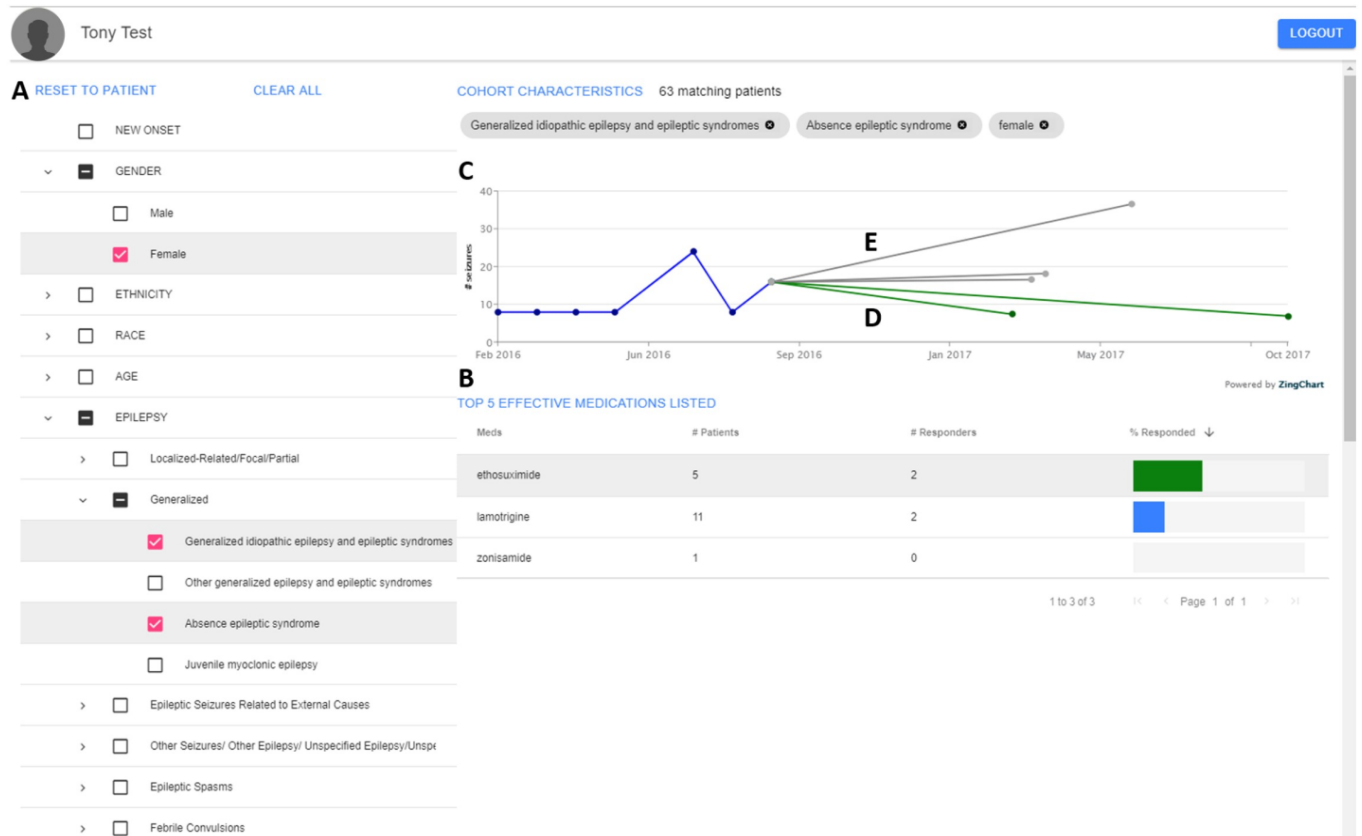 Tony Test
LOGOUT
A RESET TO PATIENT CLEAR ALL
NEW ONSET
GENDER
Male
Female
ETHNICITY
RACE
AGE
EPILEPSY
Localized-Related/Focal/Partial
Generalized
Generalized idiopathic epilepsy and epileptic syndromes
Other generalized epilepsy and epileptic syndromes
Absence epileptic syndrome
Juvenile myoclonic epilepsy
Epileptic Seizures Related to External Causes
Other Seizures/ Other Epilepsy/ Unspecified Epilepsy/Unspe
Epileptic Spasms
Febrile Convulsions
COHORT CHARACTERISTICS 63 matching patients
Generalized idiopathic epilepsy and epileptic syndromes Absence epileptic syndrome female
C
# seizures
40
30
20
10
0
E
D
Feb 2016 Jun 2016 Sep 2016 Jan 2017 May 2017 Oct 2017
Powered by ZingChart
B
TOP 5 EFFECTIVE MEDICATIONS LISTED
Meds # Patients # Responders % Responded
ethosuximide 5 2
lamotrigine 11 2
zonisamide 1 0
1 to 3 of 3 Page 1 of 1